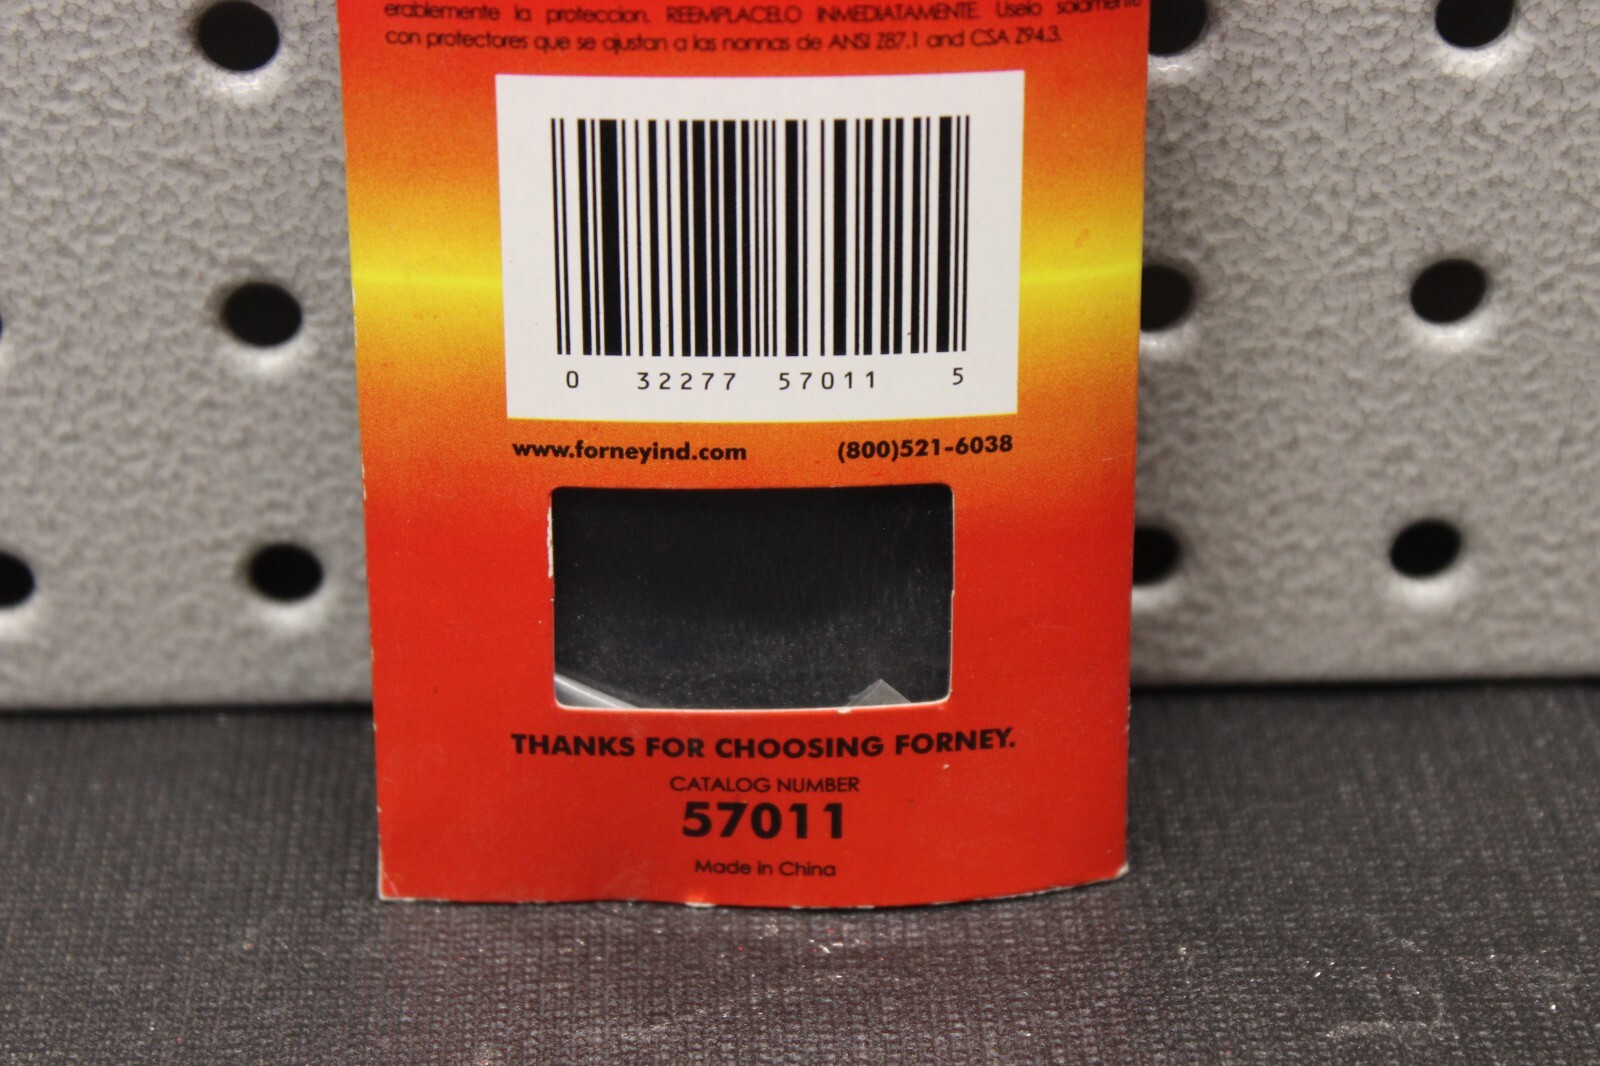 erablemente la proteccion. REEMPLACELO INMEDIATAMENTE. Uselo solamente
con protectores que se ajustan a las nonnas de ANSI Z87.1 and CSA Z94.3.
0 32277 57011 5
www.forneyind.com (800)521-6038
THANKS FOR CHOOSING FORNEY.
CATALOG NUMBER
57011
Made in China